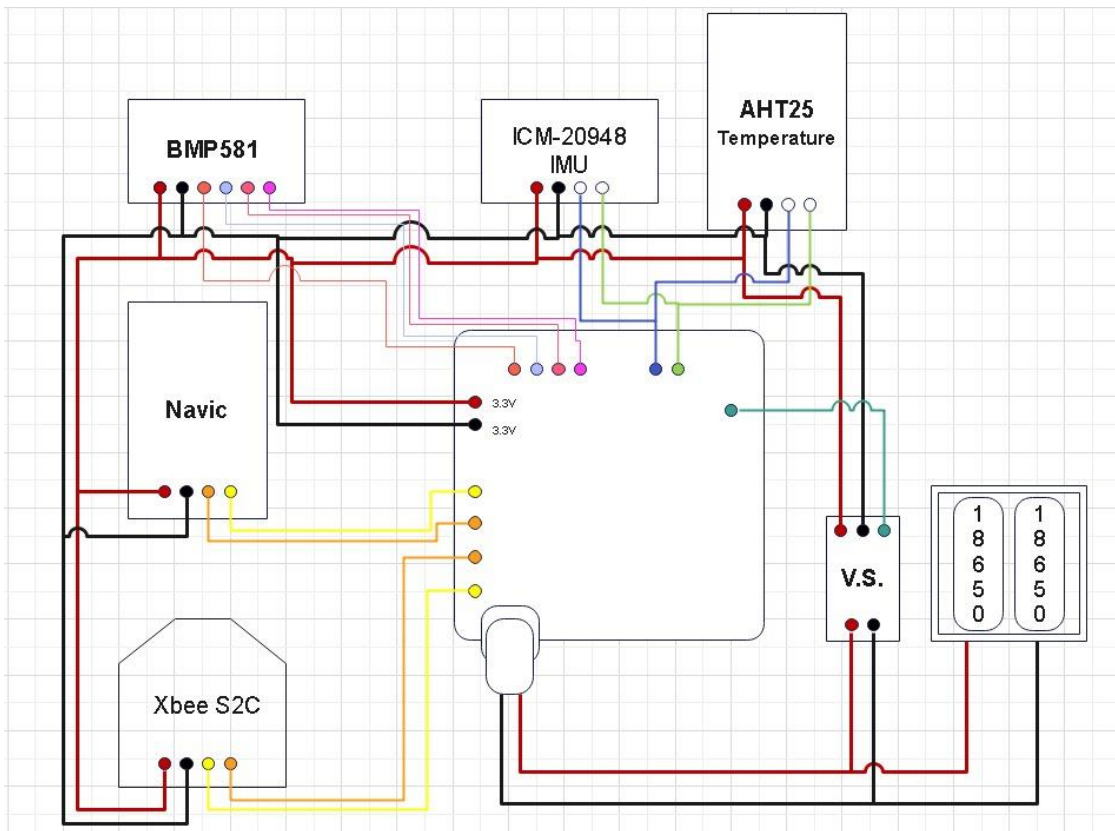 AHT25
Temperature
BMP581
ICM-20948
IMU
Navic
3.3V
3.3V
V.S.
1
8
6
5
0
1
8
6
5
0
Xbee S2C